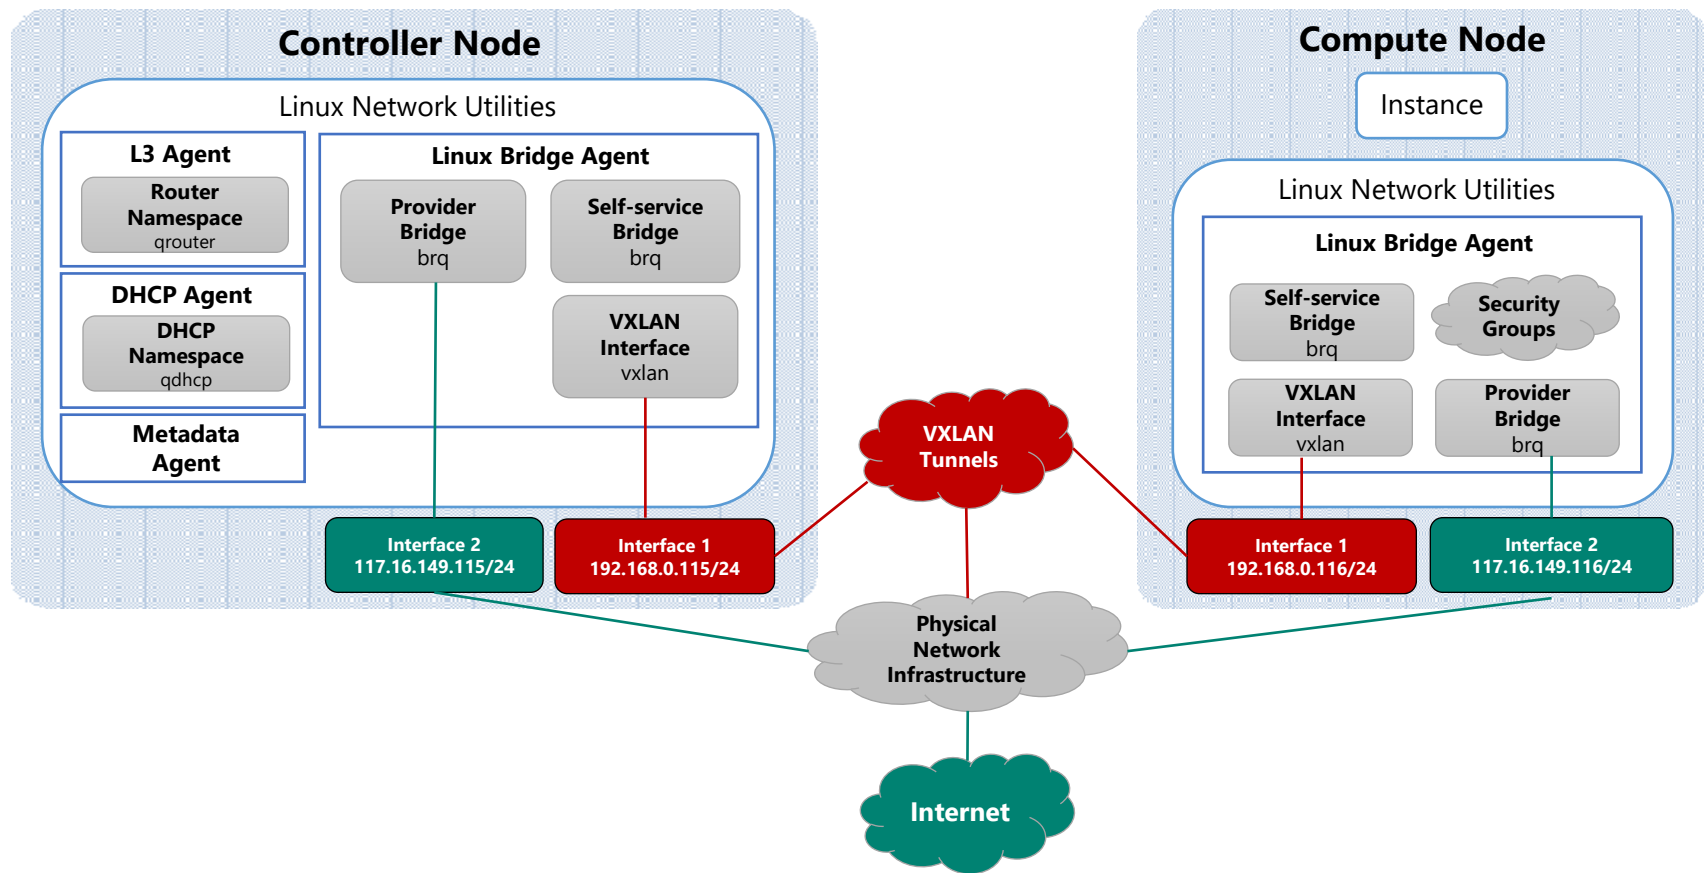 Controller Node
Linux Network Utilities
L3 Agent
Router
Namespace
qrouter
DHCP Agent
DHCP
Namespace
qdhcp
Metadata
Agent
Linux Bridge Agent
Provider
Bridge
brq
Self-service
Bridge
brq
VXLAN
Interface
vxlan
Interface 2
117.16.149.115/24
Interface 1
192.168.0.115/24
VXLAN
Tunnels
Physical
Network
Infrastructure
Internet
Compute Node
Instance
Linux Network Utilities
Linux Bridge Agent
Self-service
Bridge
brq
Security
Groups
VXLAN
Interface
vxlan
Provider
Bridge
brq
Interface 1
192.168.0.116/24
Interface 2
117.16.149.116/24